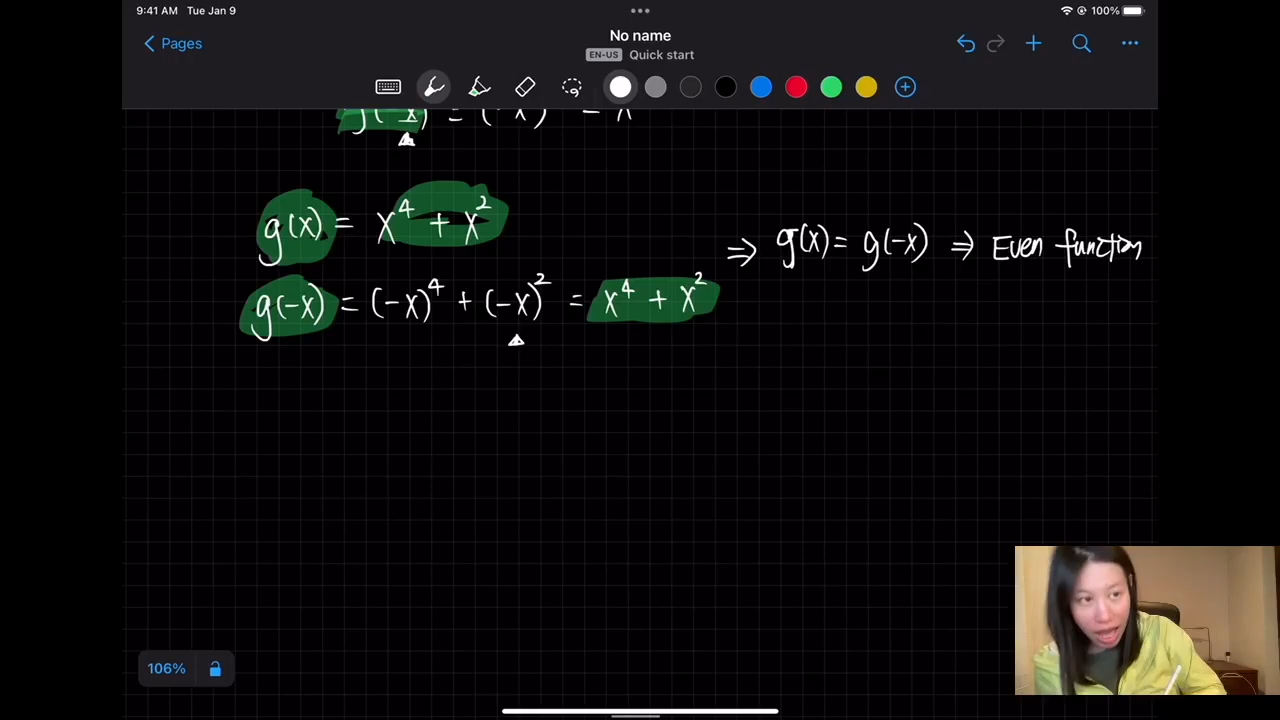 9:41 AM Tue Jan 9
100%
Pages
No name
EN-US Quick start
g(x) = x⁴ + x²
g(-x) = (-x)⁴ + (-x)² = x⁴ + x²
⇒ g(x) = g(-x) ⇒ Even function
106%